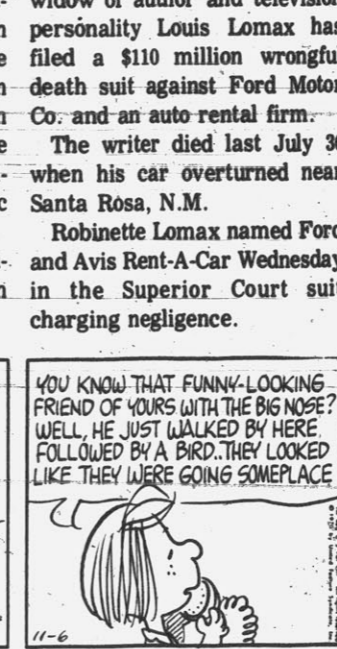 widow of author and television
personality Louis Lomax has
filed a $110 million wrongful
death suit against Ford Motor
Co. and an auto rental firm.
The writer died last July 30
when his car overturned near
Santa Rosa, N.M.
Robinette Lomax named Ford
and Avis Rent-A-Car Wednesday
in the Superior Court suit
charging negligence.
YOU KNOW THAT FUNNY-LOOKING
FRIEND OF YOURS WITH THE BIG NOSE?
WELL, HE JUST WALKED BY HERE
FOLLOWED BY A BIRD..THEY LOOKED
LIKE THEY WERE GOING SOMEPLACE
11-6